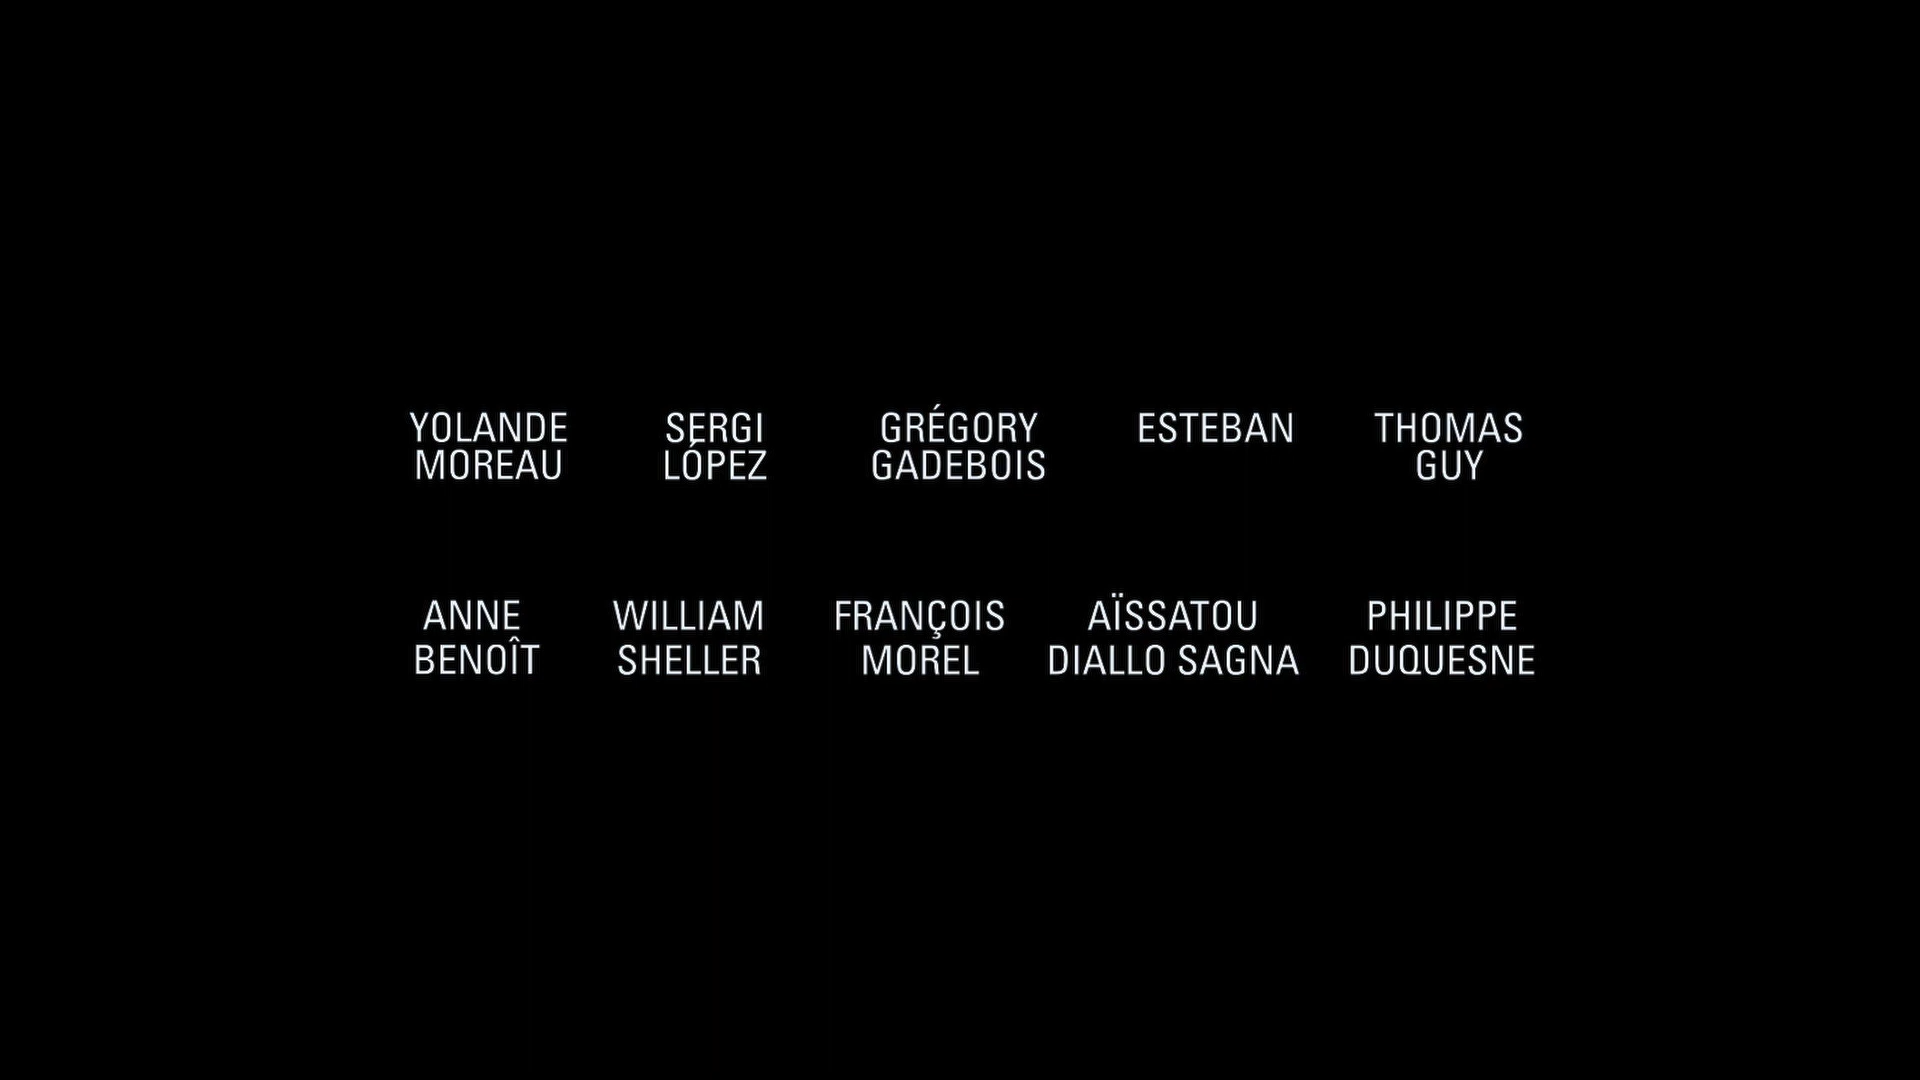 YOLANDE MOREAU
SERGI LÓPEZ
GRÉGORY GADEBOIS
ESTEBAN
THOMAS GUY
ANNE BENOÎT
WILLIAM SHELLER
FRANÇOIS MOREL
AÏSSATOU DIALLO SAGNA
PHILIPPE DUQUESNE